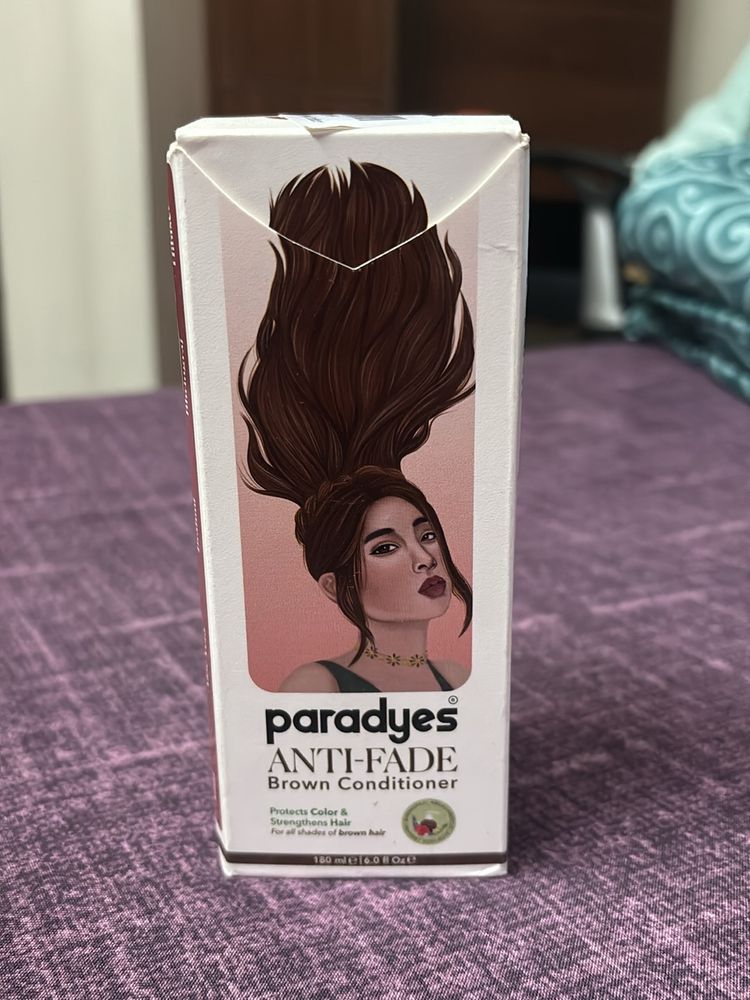 paradyes®
ANTI-FADE
Brown Conditioner
Protects Color &
Strengthens Hair
For all shades of brown hair
180 ml ℮ | 6.0 fl Oz ℮